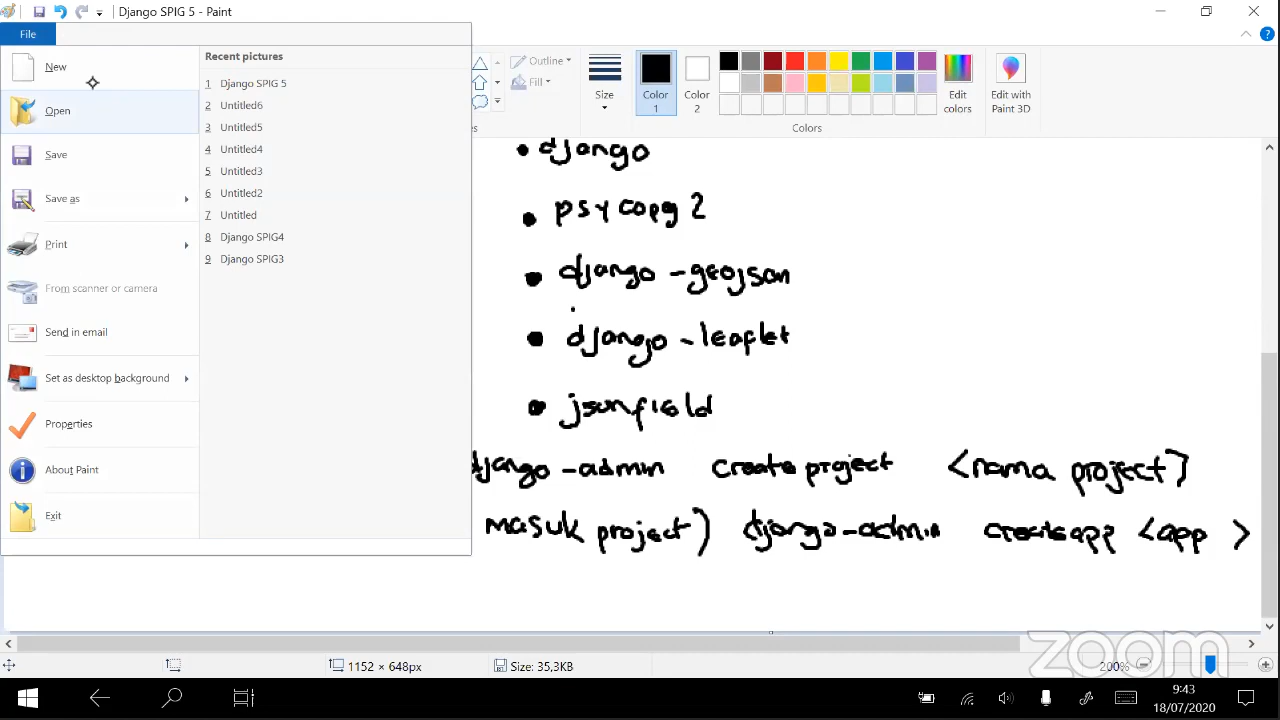 Django SPIG 5 - Paint
File
New
Open
Save
Save as
Print
From scanner or camera
Send in email
Set as desktop background
Properties
About Paint
Exit
Recent pictures
1 Django SPIG 5
2 Untitled6
3 Untitled5
4 Untitled4
5 Untitled3
6 Untitled2
7 Untitled
8 Django SPIG4
9 Django SPIG3
Outline
Fill
Size
Color 1
Color 2
Edit colors
Edit with Paint 3D
Colors
• django
• psycopg 2
• django - geojson
• django - leaflet
• jsonfield
django -admin create project <nama project>
masuk project) django-admin createapp <app >
1152 × 648px
Size: 35,3KB
200%
zoom
9:43
18/07/2020